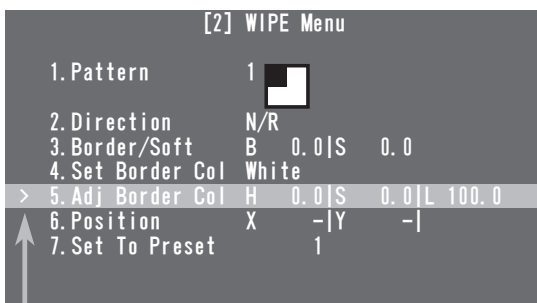 [2] WIPE Menu
1.Pattern 1
2.Direction N/R
3.Border/Soft B 0.0|S 0.0
4.Set Border Col White
> 5.Adj Border Col H 0.0|S 0.0|L 100.0
6.Position X -|Y -|
7.Set To Preset 1